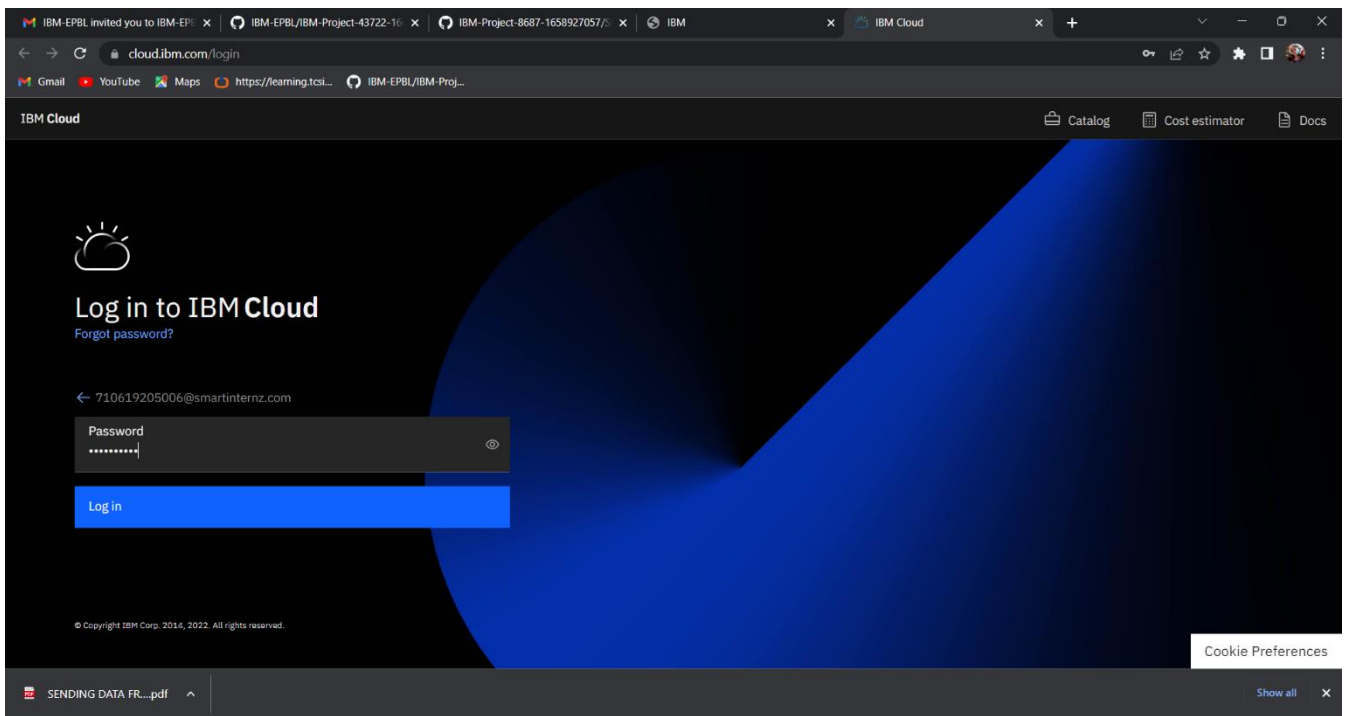 IBM-EPBL invited you to IBM-EPE
IBM-EPBL/IBM-Project-43722-16
IBM-Project-8687-1658927057/S
IBM
IBM Cloud
cloud.ibm.com/login
Gmail
YouTube
Maps
https://learning.tcsi...
IBM-EPBL/IBM-Proj...
IBM Cloud
Catalog
Cost estimator
Docs
Log in to IBM Cloud
Forgot password?
← 710619205006@smartinternz.com
Password
••••••••••
Log in
© Copyright IBM Corp. 2014, 2022. All rights reserved.
Cookie Preferences
SENDING DATA FR....pdf
Show all